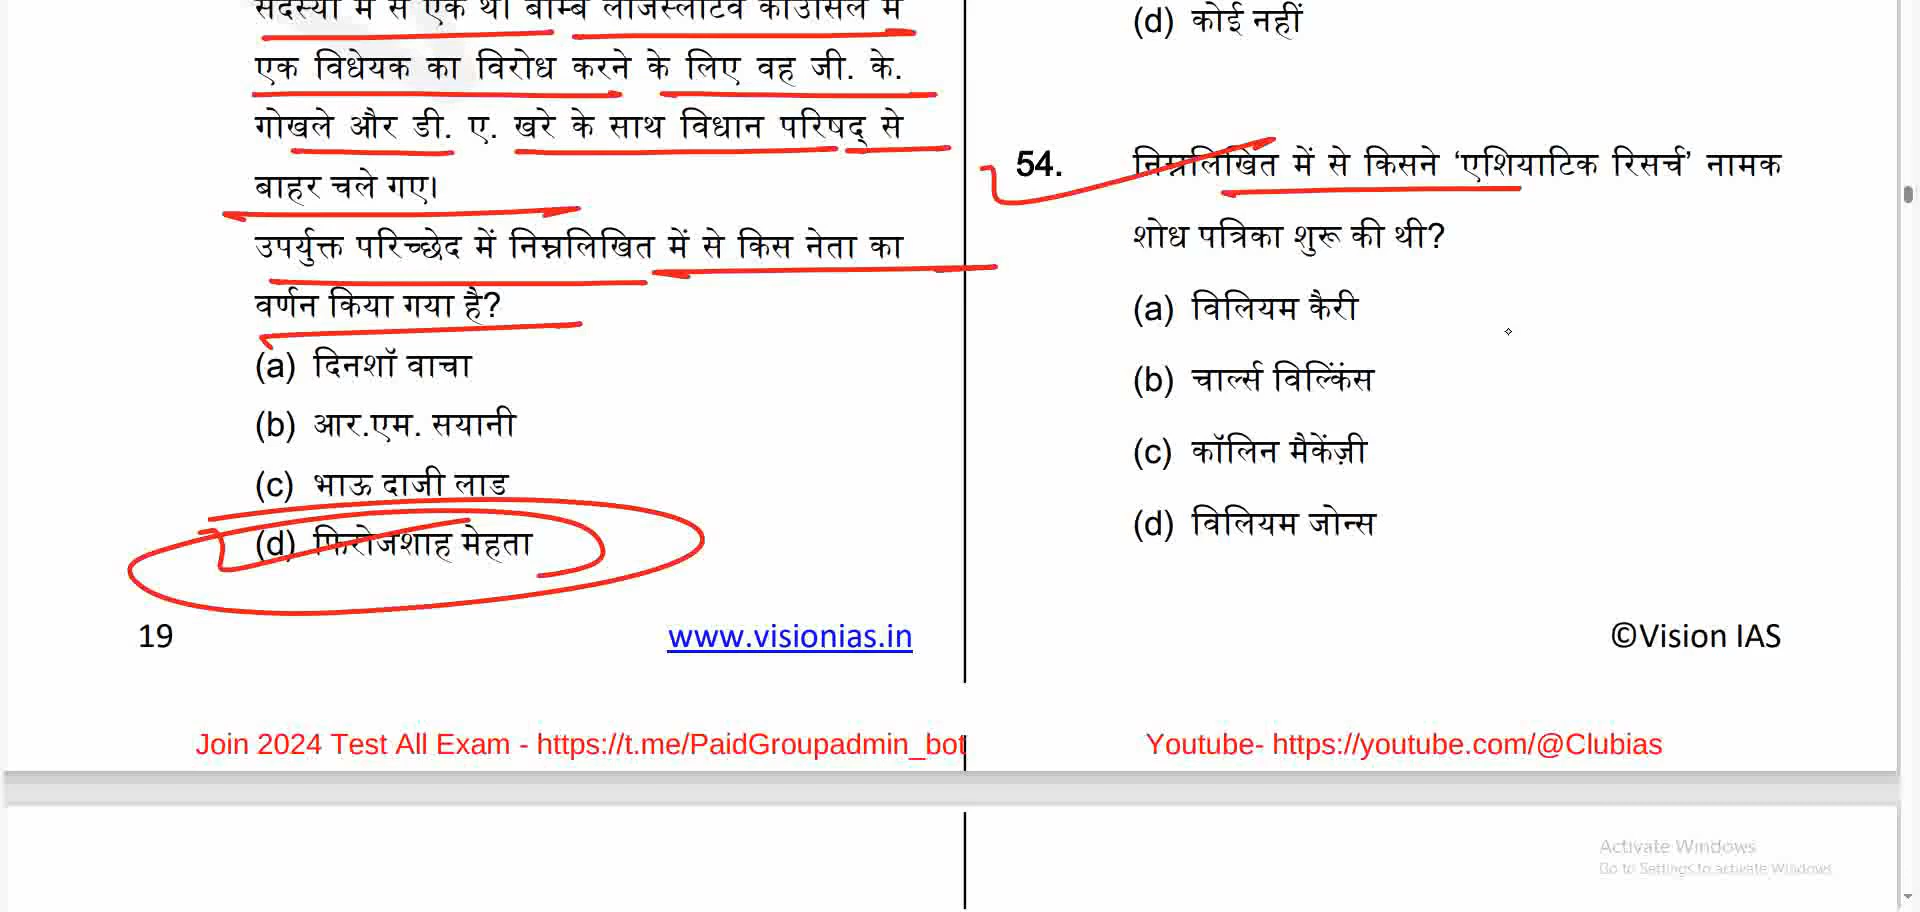 सदस्यों में से एक थे। बॉम्बे लेजिस्लेटिव काउंसिल में
एक विधेयक का विरोध करने के लिए वह जी. के.
गोखले और डी. ए. खरे के साथ विधान परिषद् से
बाहर चले गए।
उपर्युक्त परिच्छेद में निम्नलिखित में से किस नेता का
वर्णन किया गया है?
(a) दिनशॉ वाचा
(b) आर.एम. सयानी
(c) भाऊ दाजी लाड
(d) फिरोजशाह मेहता
(d) कोई नहीं
54. निम्नलिखित में से किसने ‘एशियाटिक रिसर्च’ नामक
शोध पत्रिका शुरू की थी?
(a) विलियम कैरी
(b) चार्ल्स विल्किंस
(c) कॉलिन मैकेंज़ी
(d) विलियम जोन्स
19 www.visionias.in ©Vision IAS
Join 2024 Test All Exam - https://t.me/PaidGroupadmin_bot
Youtube- https://youtube.com/@Clubias
Activate Windows
Go to Settings to activate Windows.